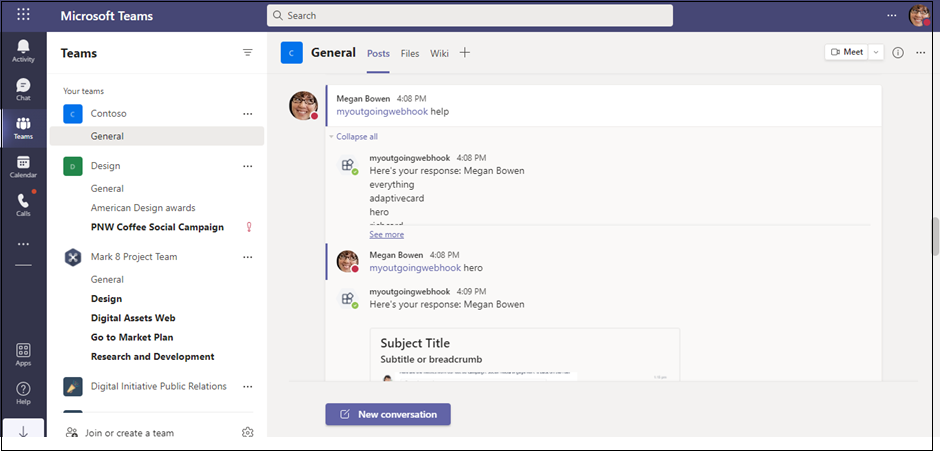 Microsoft Teams
Search
Activity
Chat
Teams
Calendar
Calls
Apps
Help
Teams
Your teams
C Contoso
General
D Design
General
American Design awards
PNW Coffee Social Campaign
Mark 8 Project Team
General
Design
Digital Assets Web
Go to Market Plan
Research and Development
Digital Initiative Public Relations
Join or create a team
C General Posts Files Wiki
Meet
Megan Bowen 4:08 PM
myoutgoingwebhook help
Collapse all
myoutgoingwebhook 4:08 PM
Here's your response: Megan Bowen
everything
adaptivecard
hero
See more
Megan Bowen 4:08 PM
myoutgoingwebhook hero
myoutgoingwebhook 4:09 PM
Here's your response: Megan Bowen
Subject Title
Subtitle or breadcrumb
New conversation